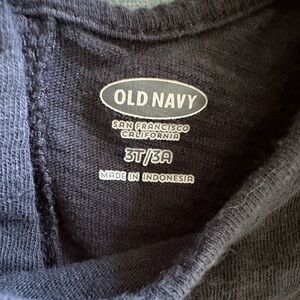 OLD NAVY
SAN FRANCISCO
CALIFORNIA
3T/3A
MADE IN INDONESIA